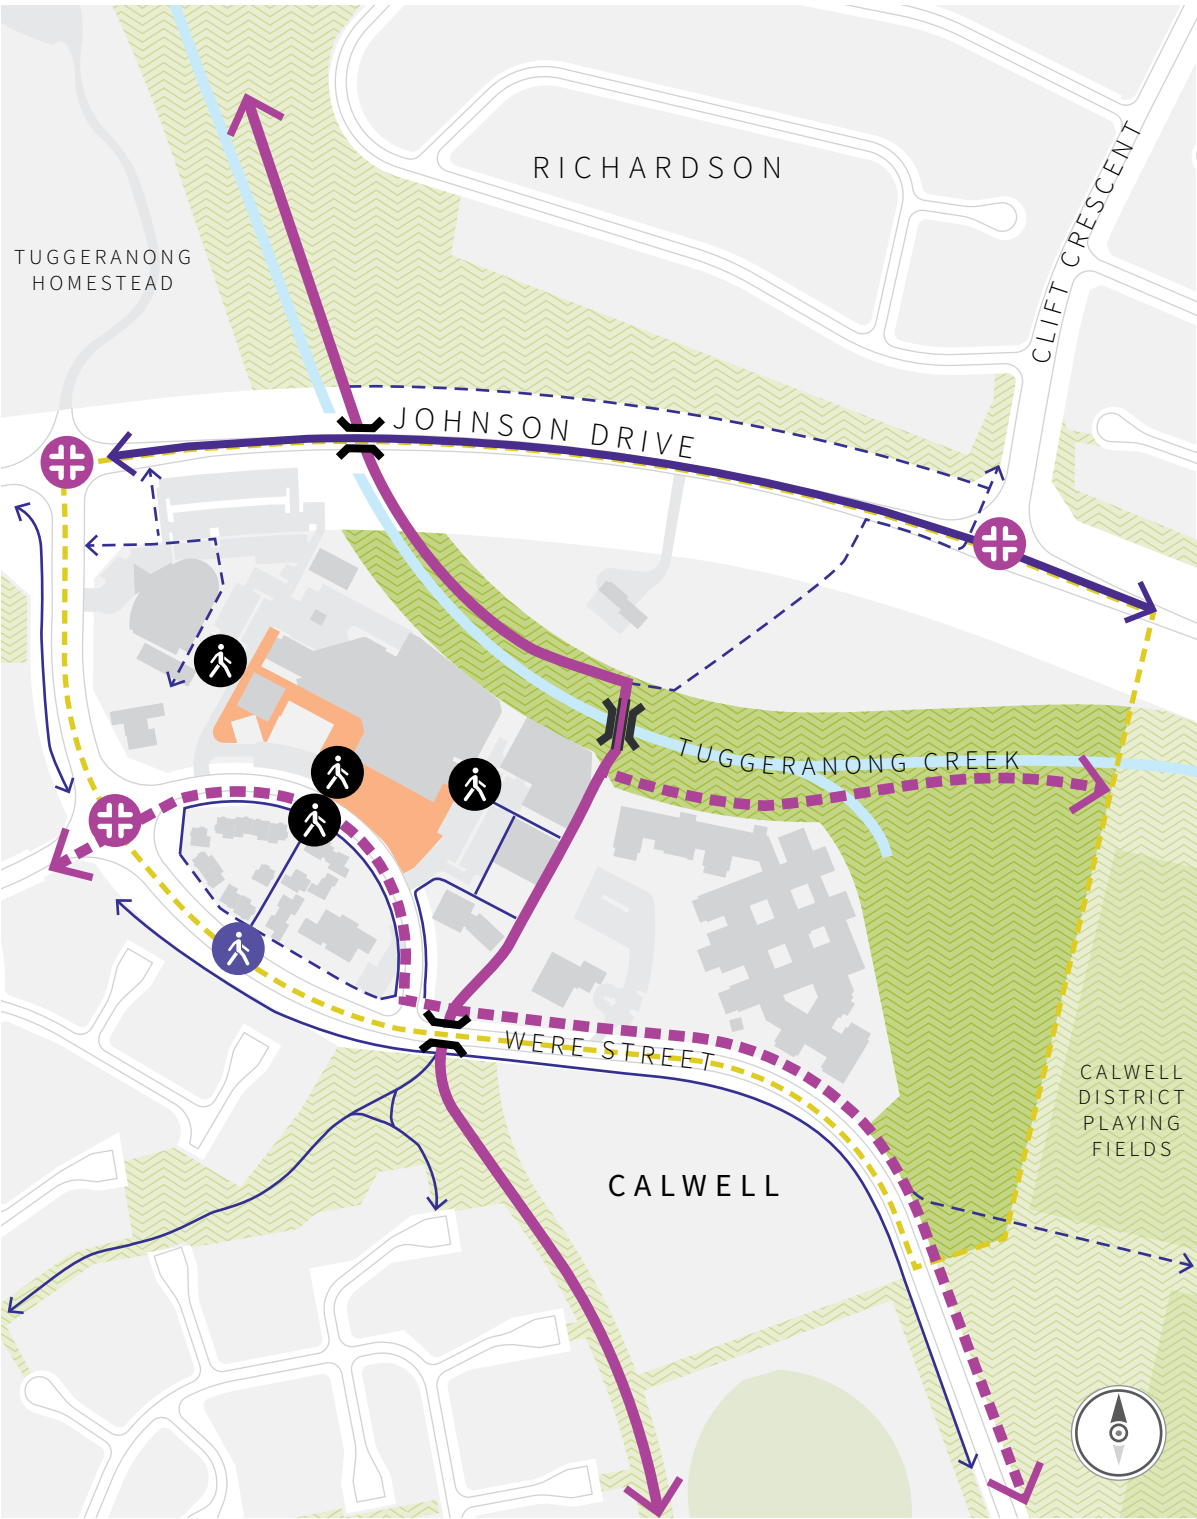 RICHARDSON
CLIFT CRESCENT
TUGGERANONG
HOMESTEAD
JOHNSON DRIVE
TUGGERANONG CREEK
WERE STREET
CALWELL
DISTRICT
PLAYING
FIELDS
CALWELL